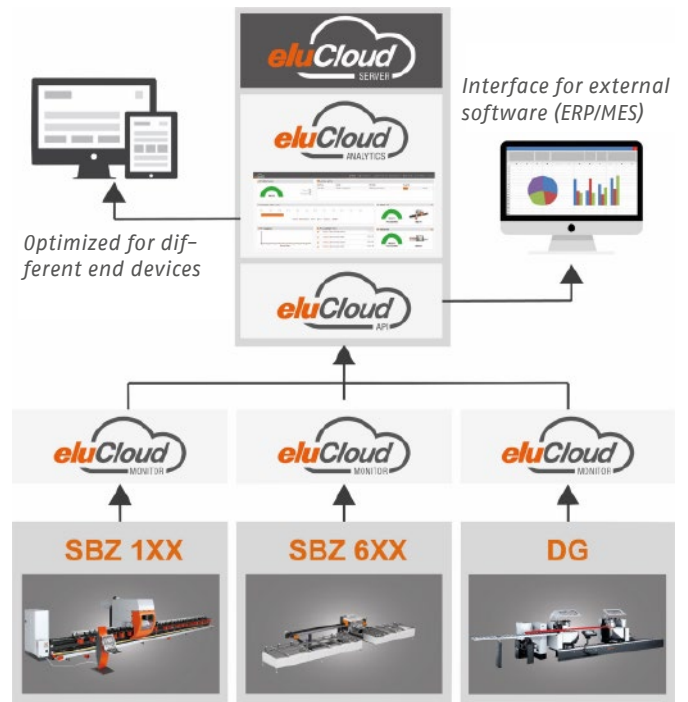 eluCloud
SERVER
Interface for external
software (ERP/MES)
eluCloud
ANALYTICS
Optimized for dif-
ferent end devices
eluCloud
API
eluCloud
MONITOR
eluCloud
MONITOR
eluCloud
MONITOR
SBZ 1XX
SBZ 6XX
DG